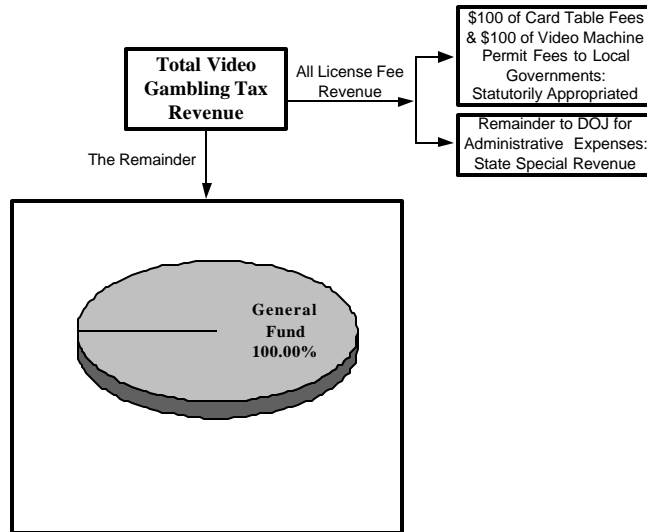 Total Video
Gambling Tax
Revenue
All License Fee
Revenue
$100 of Card Table Fees
& $100 of Video Machine
Permit Fees to Local
Governments:
Statutorily Appropriated
Remainder to DOJ for
Administrative Expenses:
State Special Revenue
The Remainder
General
Fund
100.00%